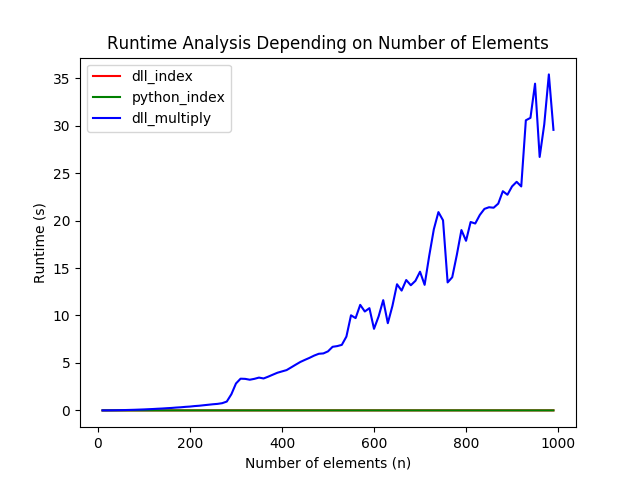 Runtime Analysis Depending on Number of Elements
dll_index
python_index
dll_multiply
35
30
25
20
15
10
5
0
Runtime (s)
0 200 400 600 800 1000
Number of elements (n)